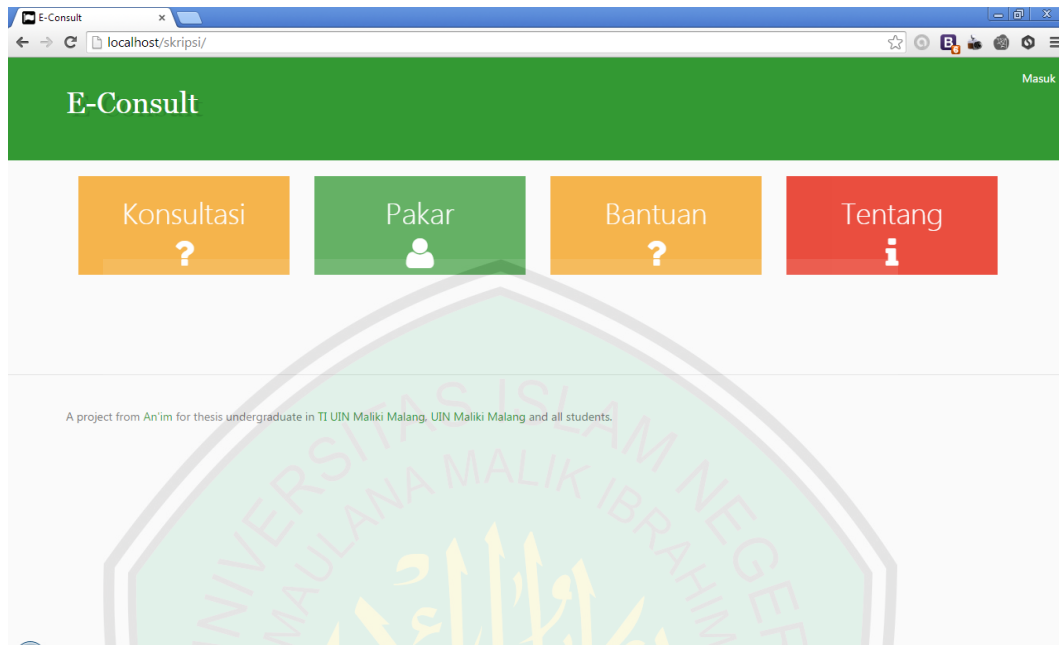 E-Consult
localhost/skripsi/
Masuk
E-Consult
Konsultasi
Pakar
Bantuan
Tentang
A project from An'im for thesis undergraduate in TI UIN Maliki Malang, UIN Maliki Malang and all students.
UNIVERSITAS ISLAM NEGERI
MAULANA MALIK IBRAHIM